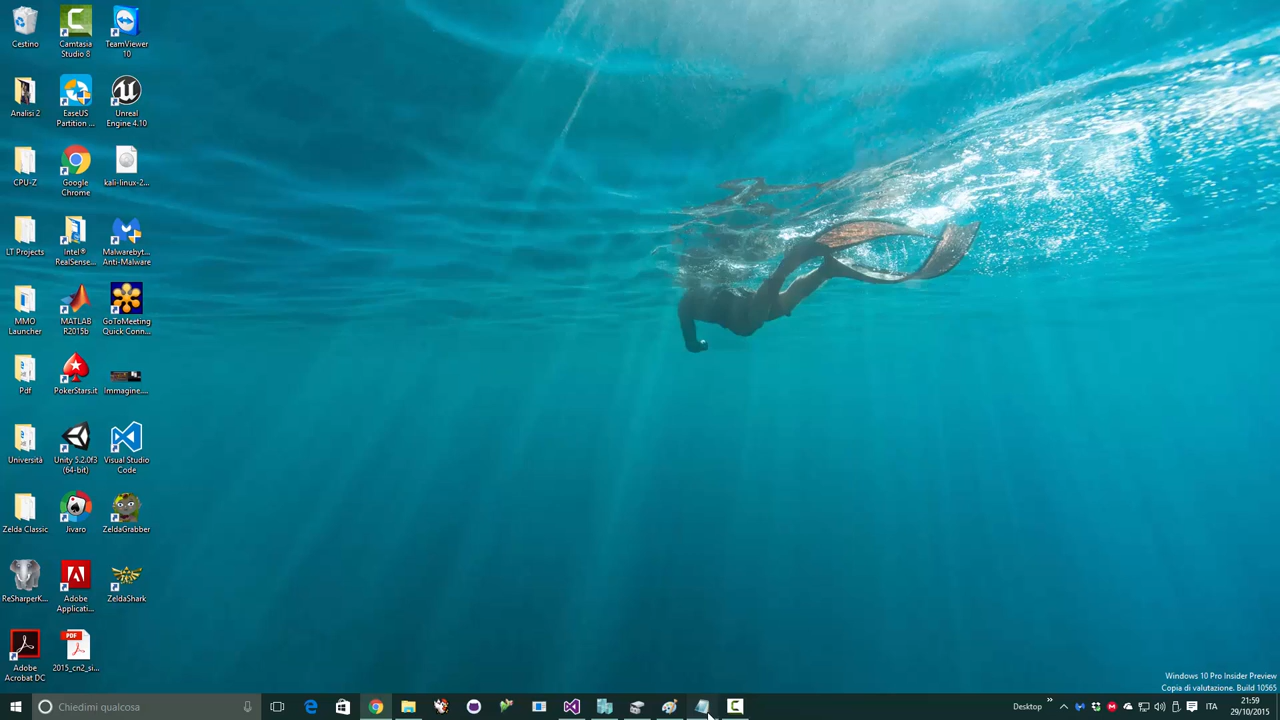 Cestino
Camtasia
Studio 8
TeamViewer
10
Analisi 2
EaseUS
Partition ...
Unreal
Engine 4.10
CPU-Z
Google
Chrome
kali-linux-2...
LT Projects
Intel®
RealSense...
Malwarebyt...
Anti-Malware
MMO
Launcher
MATLAB
R2015b
GoToMeeting
Quick Conn...
Pdf
PokerStars.it
Immagine....
Università
Unity 5.2.0f3
(64-bit)
Visual Studio
Code
Zelda Classic
Jivaro
ZeldaGrabber
ReSharperK...
Adobe
Applicati...
ZeldaShark
Adobe
Acrobat DC
PDF
2015_cn2_si...
Windows 10 Pro Insider Preview
Copia di valutazione. Build 10565
Chiedimi qualcosa
Desktop
ITA
21:59
29/10/2015